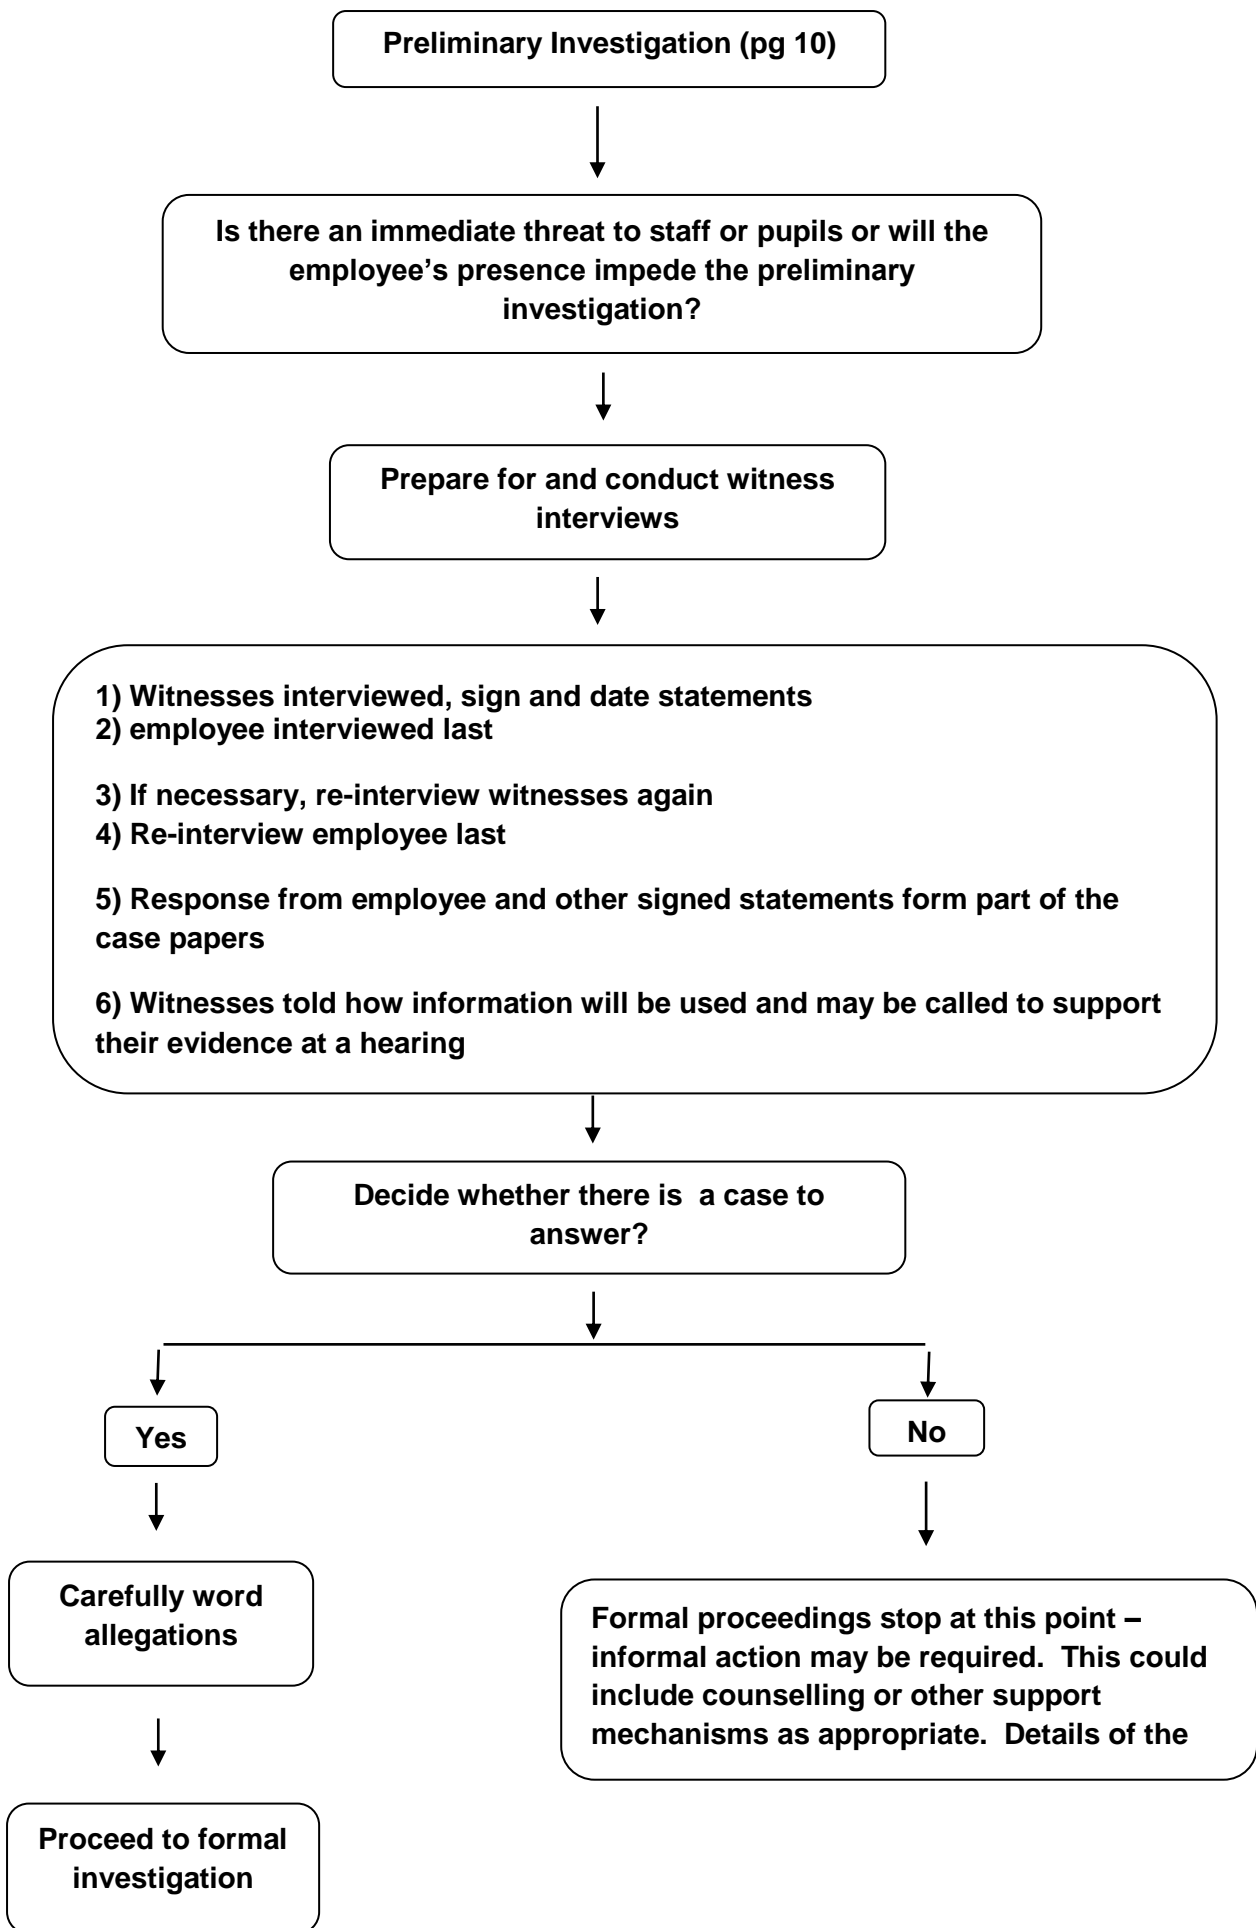 Preliminary Investigation (pg 10)
Is there an immediate threat to staff or pupils or will the
employee’s presence impede the preliminary
investigation?
Prepare for and conduct witness
interviews
1) Witnesses interviewed, sign and date statements
2) employee interviewed last
3) If necessary, re-interview witnesses again
4) Re-interview employee last
5) Response from employee and other signed statements form part of the
case papers
6) Witnesses told how information will be used and may be called to support
their evidence at a hearing
Decide whether there is  a case to
answer?
Yes
No
Carefully word
allegations
Formal proceedings stop at this point –
informal action may be required.  This could
include counselling or other support
mechanisms as appropriate.  Details of the
Proceed to formal
investigation